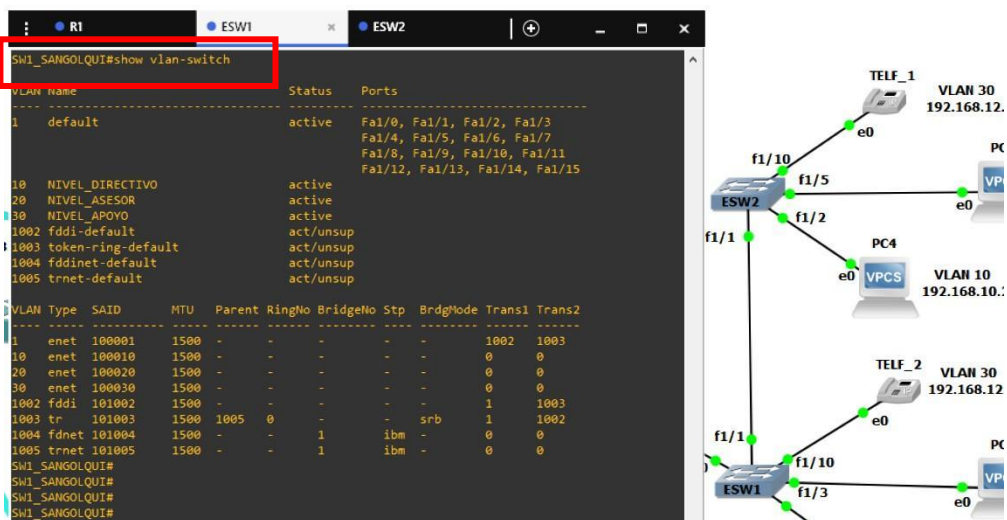 R1
ESW1
ESW2
SW1_SANGOLQUI#show vlan-switch
VLAN Name Status Ports
1 default active Fa1/0, Fa1/1, Fa1/2, Fa1/3
Fa1/4, Fa1/5, Fa1/6, Fa1/7
Fa1/8, Fa1/9, Fa1/10, Fa1/11
Fa1/12, Fa1/13, Fa1/14, Fa1/15
10 NIVEL_DIRECTIVO active
20 NIVEL_ASESOR active
30 NIVEL_APOYO active
1002 fddi-default act/unsup
1003 token-ring-default act/unsup
1004 fddinet-default act/unsup
1005 trnet-default act/unsup
VLAN Type SAID MTU Parent RingNo BridgeNo Stp BrdgMode Trans1 Trans2
1 enet 100001 1500 - - - - - 1002 1003
10 enet 100010 1500 - - - - - 0 0
20 enet 100020 1500 - - - - - 0 0
30 enet 100030 1500 - - - - - 0 0
1002 fddi 101002 1500 - - - - - 1 1003
1003 tr 101003 1500 1005 0 - - srb 1 1002
1004 fdnet 101004 1500 - - 1 ibm - 0 0
1005 trnet 101005 1500 - - 1 ibm - 0 0
SW1_SANGOLQUI#
SW1_SANGOLQUI#
SW1_SANGOLQUI#
SW1_SANGOLQUI#
TELF_1
VLAN 30
192.168.12.
e0
f1/10
f1/5
ESW2
e0
f1/2
f1/1
PC4
e0
VPCS
VLAN 10
192.168.10.
TELF_2
VLAN 30
192.168.12
e0
f1/1
f1/10
ESW1
f1/3
e0